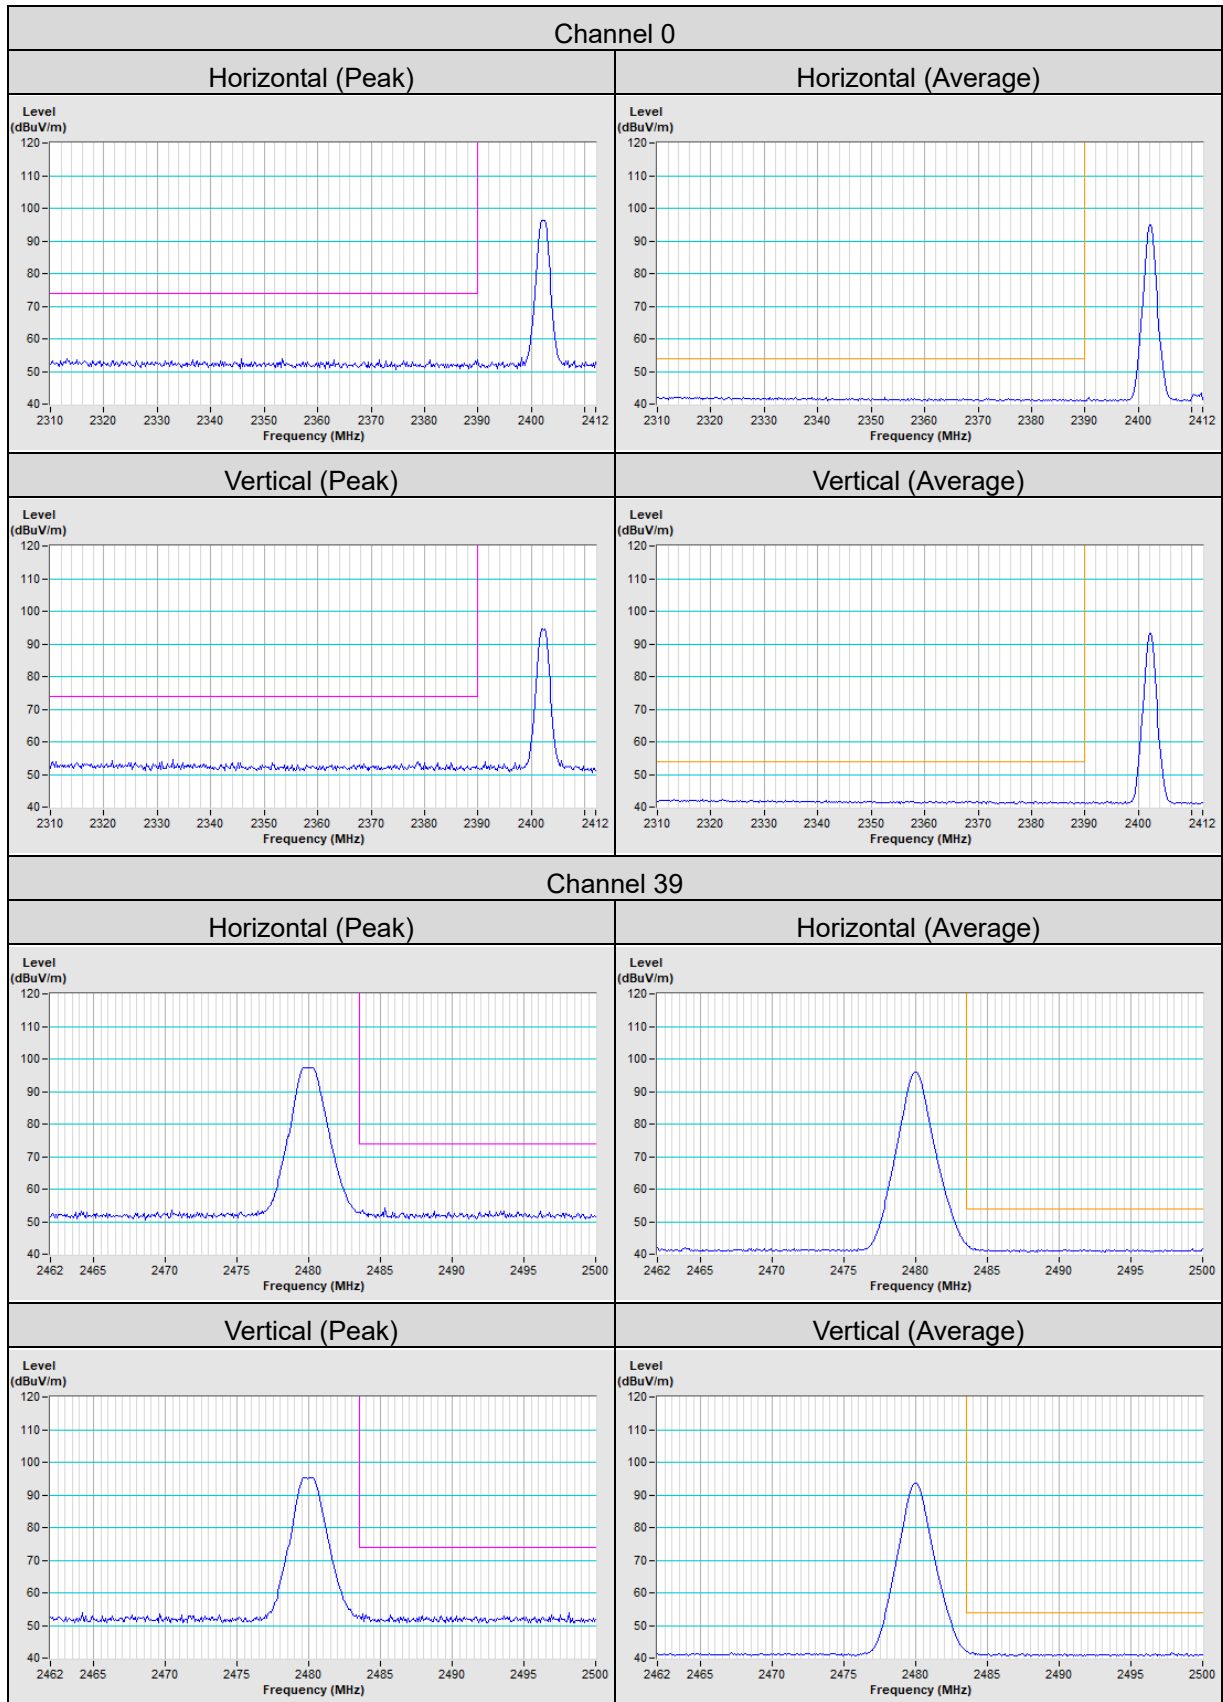 Channel 0
Horizontal (Peak) Horizontal (Average)
Level
(dBuV/m)
120
110
100
90
80
70
60
50
40
2310 2320 2330 2340 2350 2360 2370 2380 2390 2400 2412
Frequency (MHz)
Level
(dBuV/m)
120
110
100
90
80
70
60
50
40
2310 2320 2330 2340 2350 2360 2370 2380 2390 2400 2412
Frequency (MHz)
Vertical (Peak) Vertical (Average)
Level
(dBuV/m)
120
110
100
90
80
70
60
50
40
2310 2320 2330 2340 2350 2360 2370 2380 2390 2400 2412
Frequency (MHz)
Level
(dBuV/m)
120
110
100
90
80
70
60
50
40
2310 2320 2330 2340 2350 2360 2370 2380 2390 2400 2412
Frequency (MHz)
Channel 39
Horizontal (Peak) Horizontal (Average)
Level
(dBuV/m)
120
110
100
90
80
70
60
50
40
2462 2465 2470 2475 2480 2485 2490 2495 2500
Frequency (MHz)
Level
(dBuV/m)
120
110
100
90
80
70
60
50
40
2462 2465 2470 2475 2480 2485 2490 2495 2500
Frequency (MHz)
Vertical (Peak) Vertical (Average)
Level
(dBuV/m)
120
110
100
90
80
70
60
50
40
2462 2465 2470 2475 2480 2485 2490 2495 2500
Frequency (MHz)
Level
(dBuV/m)
120
110
100
90
80
70
60
50
40
2462 2465 2470 2475 2480 2485 2490 2495 2500
Frequency (MHz)